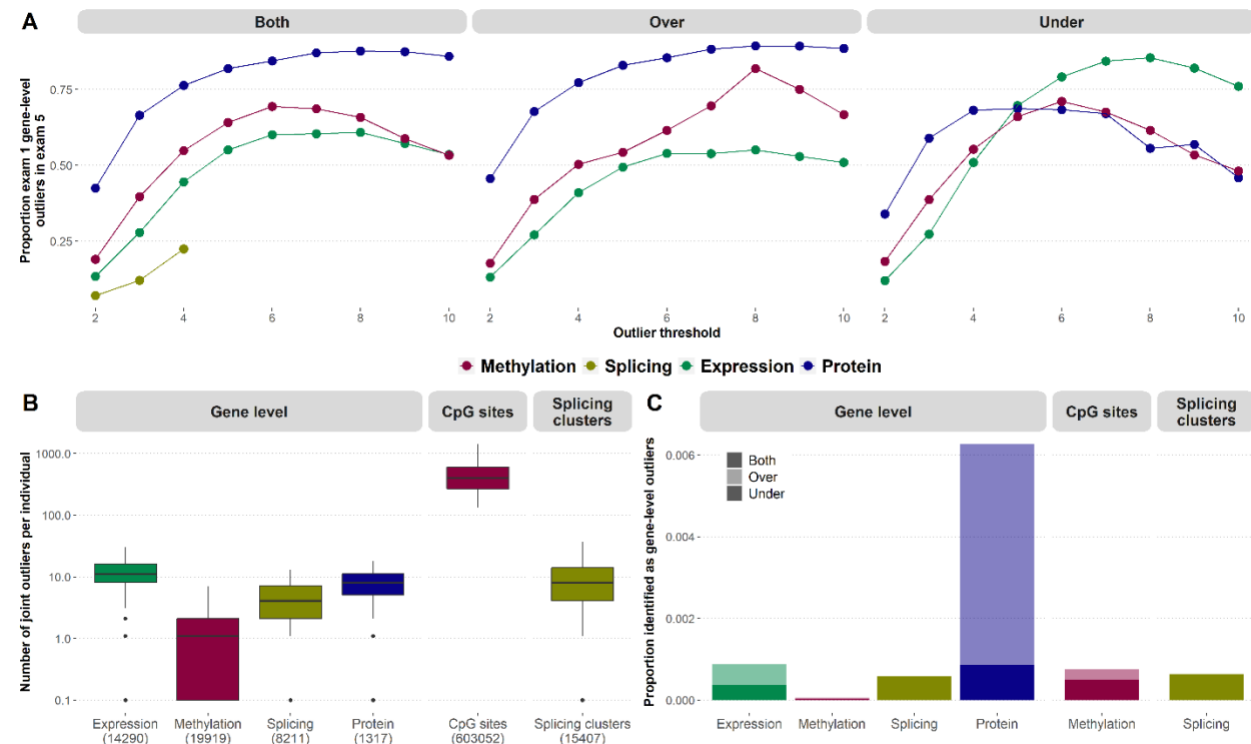 A
Both
Over
Under
Proportion exam 1 gene-level
outliers in exam 5
0.75
0.50
0.25
2 4 6 8 10 2 4 6 8 10 2 4 6 8 10
Outlier threshold
Methylation Splicing Expression Protein
B
Gene level
CpG sites
Splicing
clusters
Number of joint outliers per individual
1000.0
100.0
10.0
1.0
0.1
Expression Methylation Splicing Protein CpG sites Splicing clusters
(14290) (19919) (8211) (1317) (603052) (15407)
C
Gene level
CpG sites
Splicing
clusters
Proportion identified as gene-level outliers
Both
Over
Under
0.006
0.004
0.002
0.000
Expression Methylation Splicing Protein Methylation Splicing